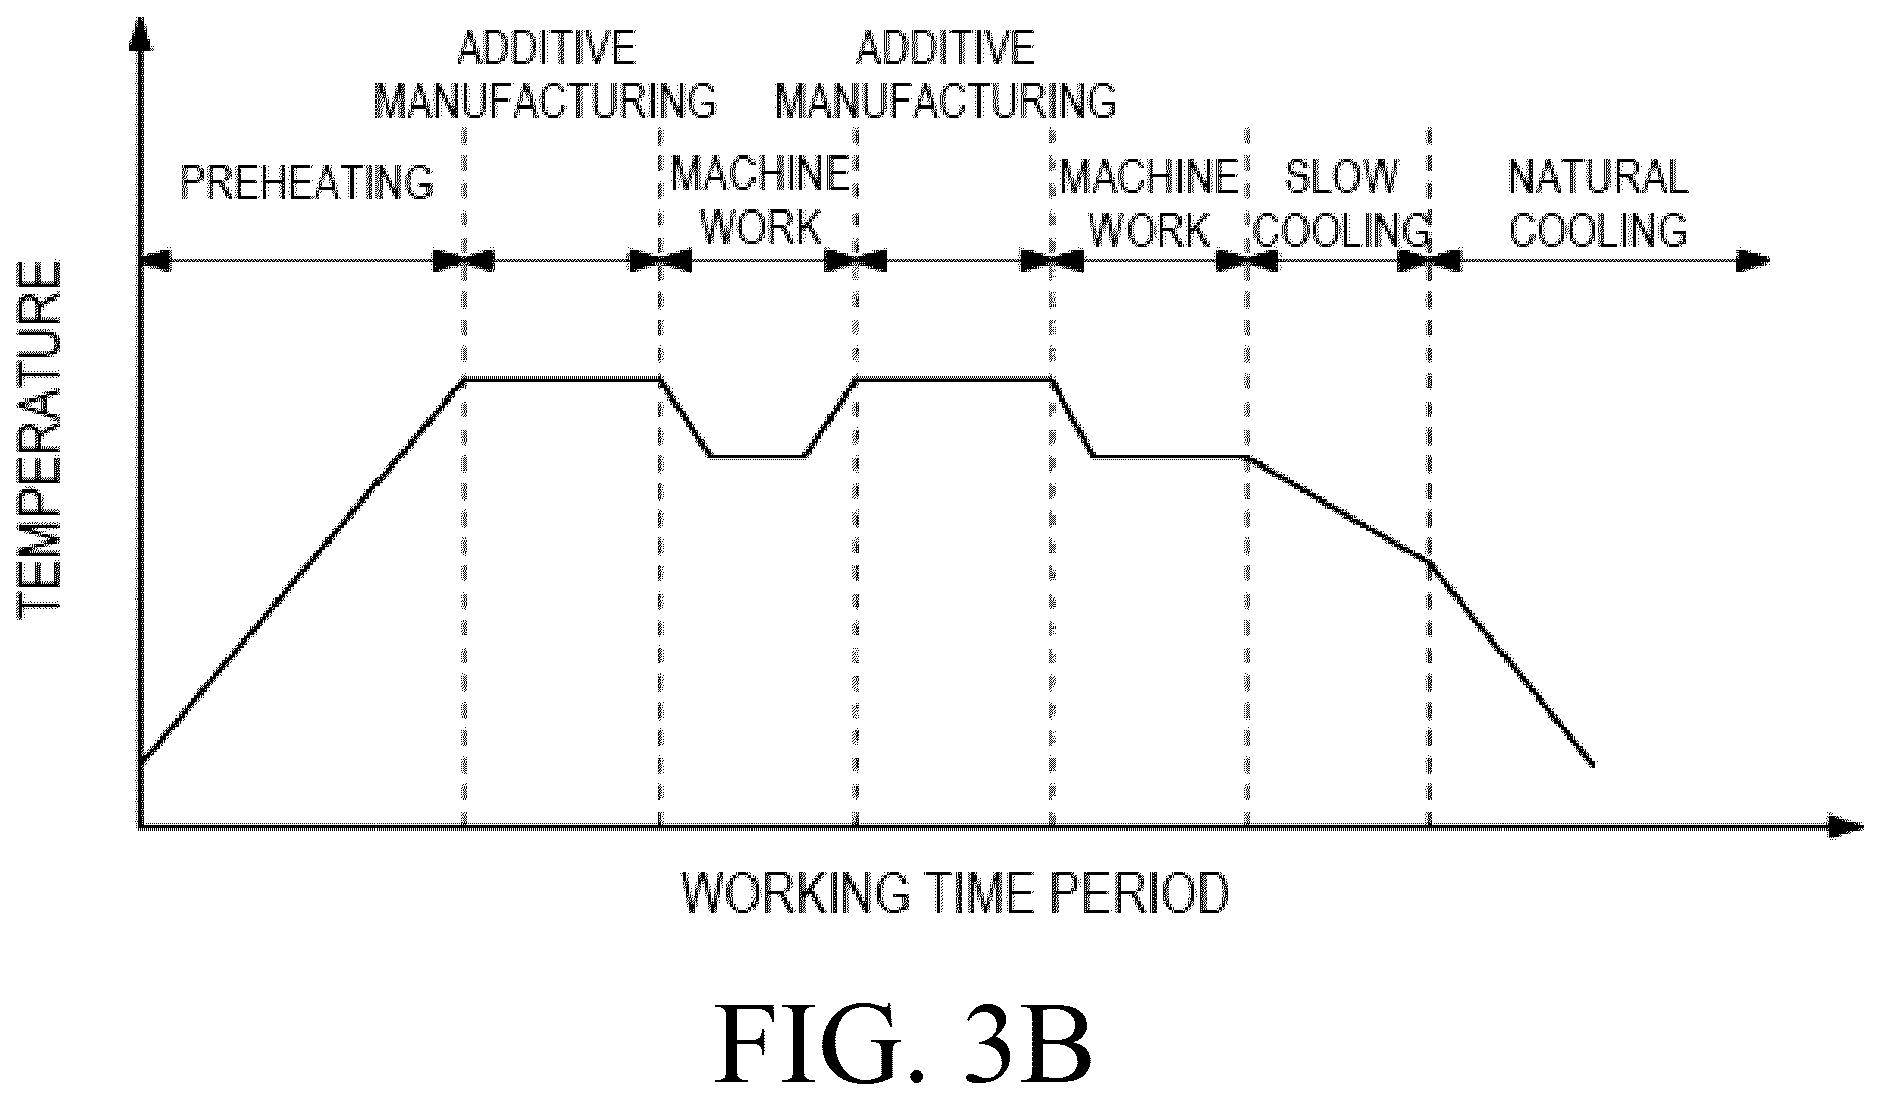 ADDITIVE
MANUFACTURING
ADDITIVE
MANUFACTURING
PREHEATING
MACHINE
WORK
MACHINE
WORK
SLOW
COOLING
NATURAL
COOLING
TEMPERATURE
WORKING TIME PERIOD
FIG. 3B